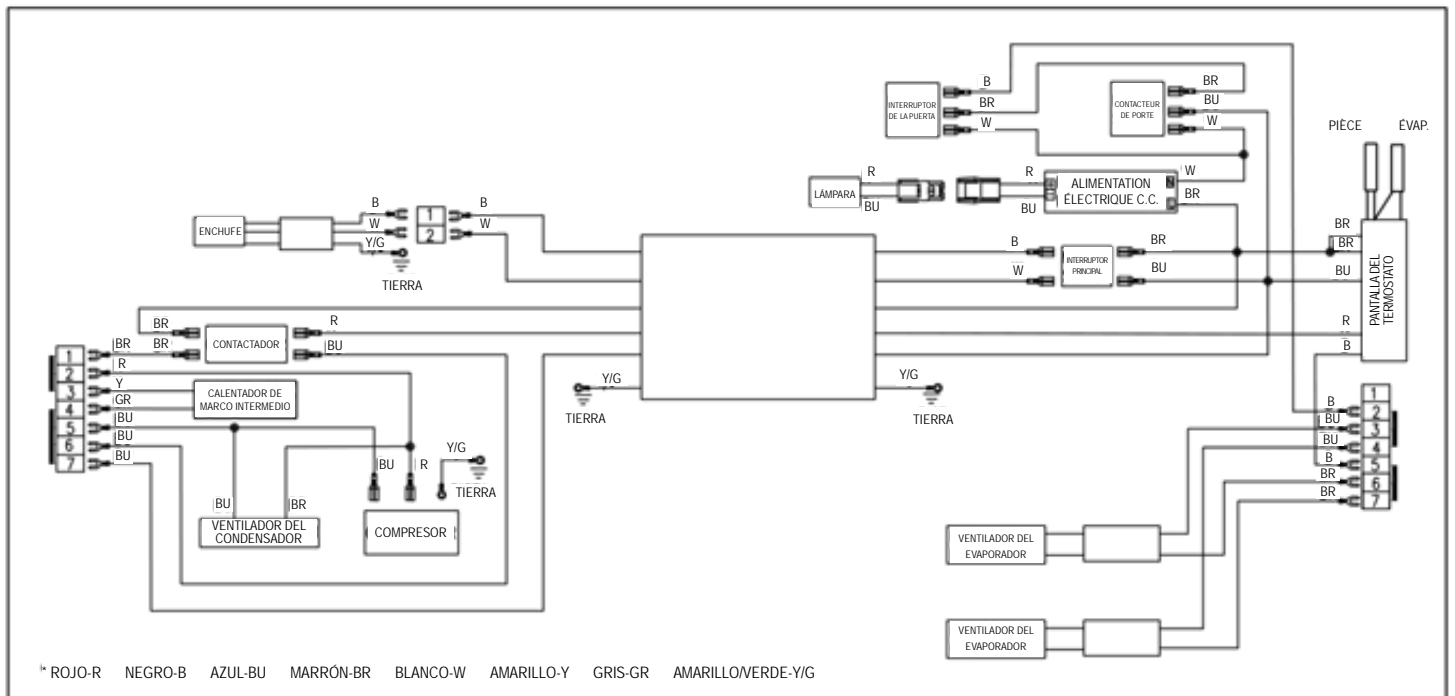 B
BR
W
INTERRUPTOR
DE LA PUERTA
CONTACTEUR
DE PORTE
BR
BU
W
PIÈCE
ÉVAP.
LÁMPARA
R
BU
R
BU
ALIMENTATION
ÉLECTRIQUE C.C.
W
BR
ENCHUFE
B
W
Y/G
TIERRA
1
2
B
W
B
W
INTERRUPTOR
PRINCIPAL
BR
BU
BR
BR
BU
R
B
PANTALLA DEL
TERMOSTATO
BR
BR
CONTACTADOR
R
BU
1
2
3
4
5
6
7
BR
R
Y
GR
BU
BU
BU
CALENTADOR DE
MARCO INTERMEDIO
Y/G
TIERRA
Y/G
TIERRA
BU
R
Y/G
TIERRA
BU
BR
VENTILADOR DEL
CONDENSADOR
COMPRESOR
1
2
3
4
5
6
7
B
BU
BU
B
BR
BR
VENTILADOR DEL
EVAPORADOR
VENTILADOR DEL
EVAPORADOR
* ROJO-R NEGRO-B AZUL-BU MARRÓN-BR BLANCO-W AMARILLO-Y GRIS-GR AMARILLO/VERDE-Y/G